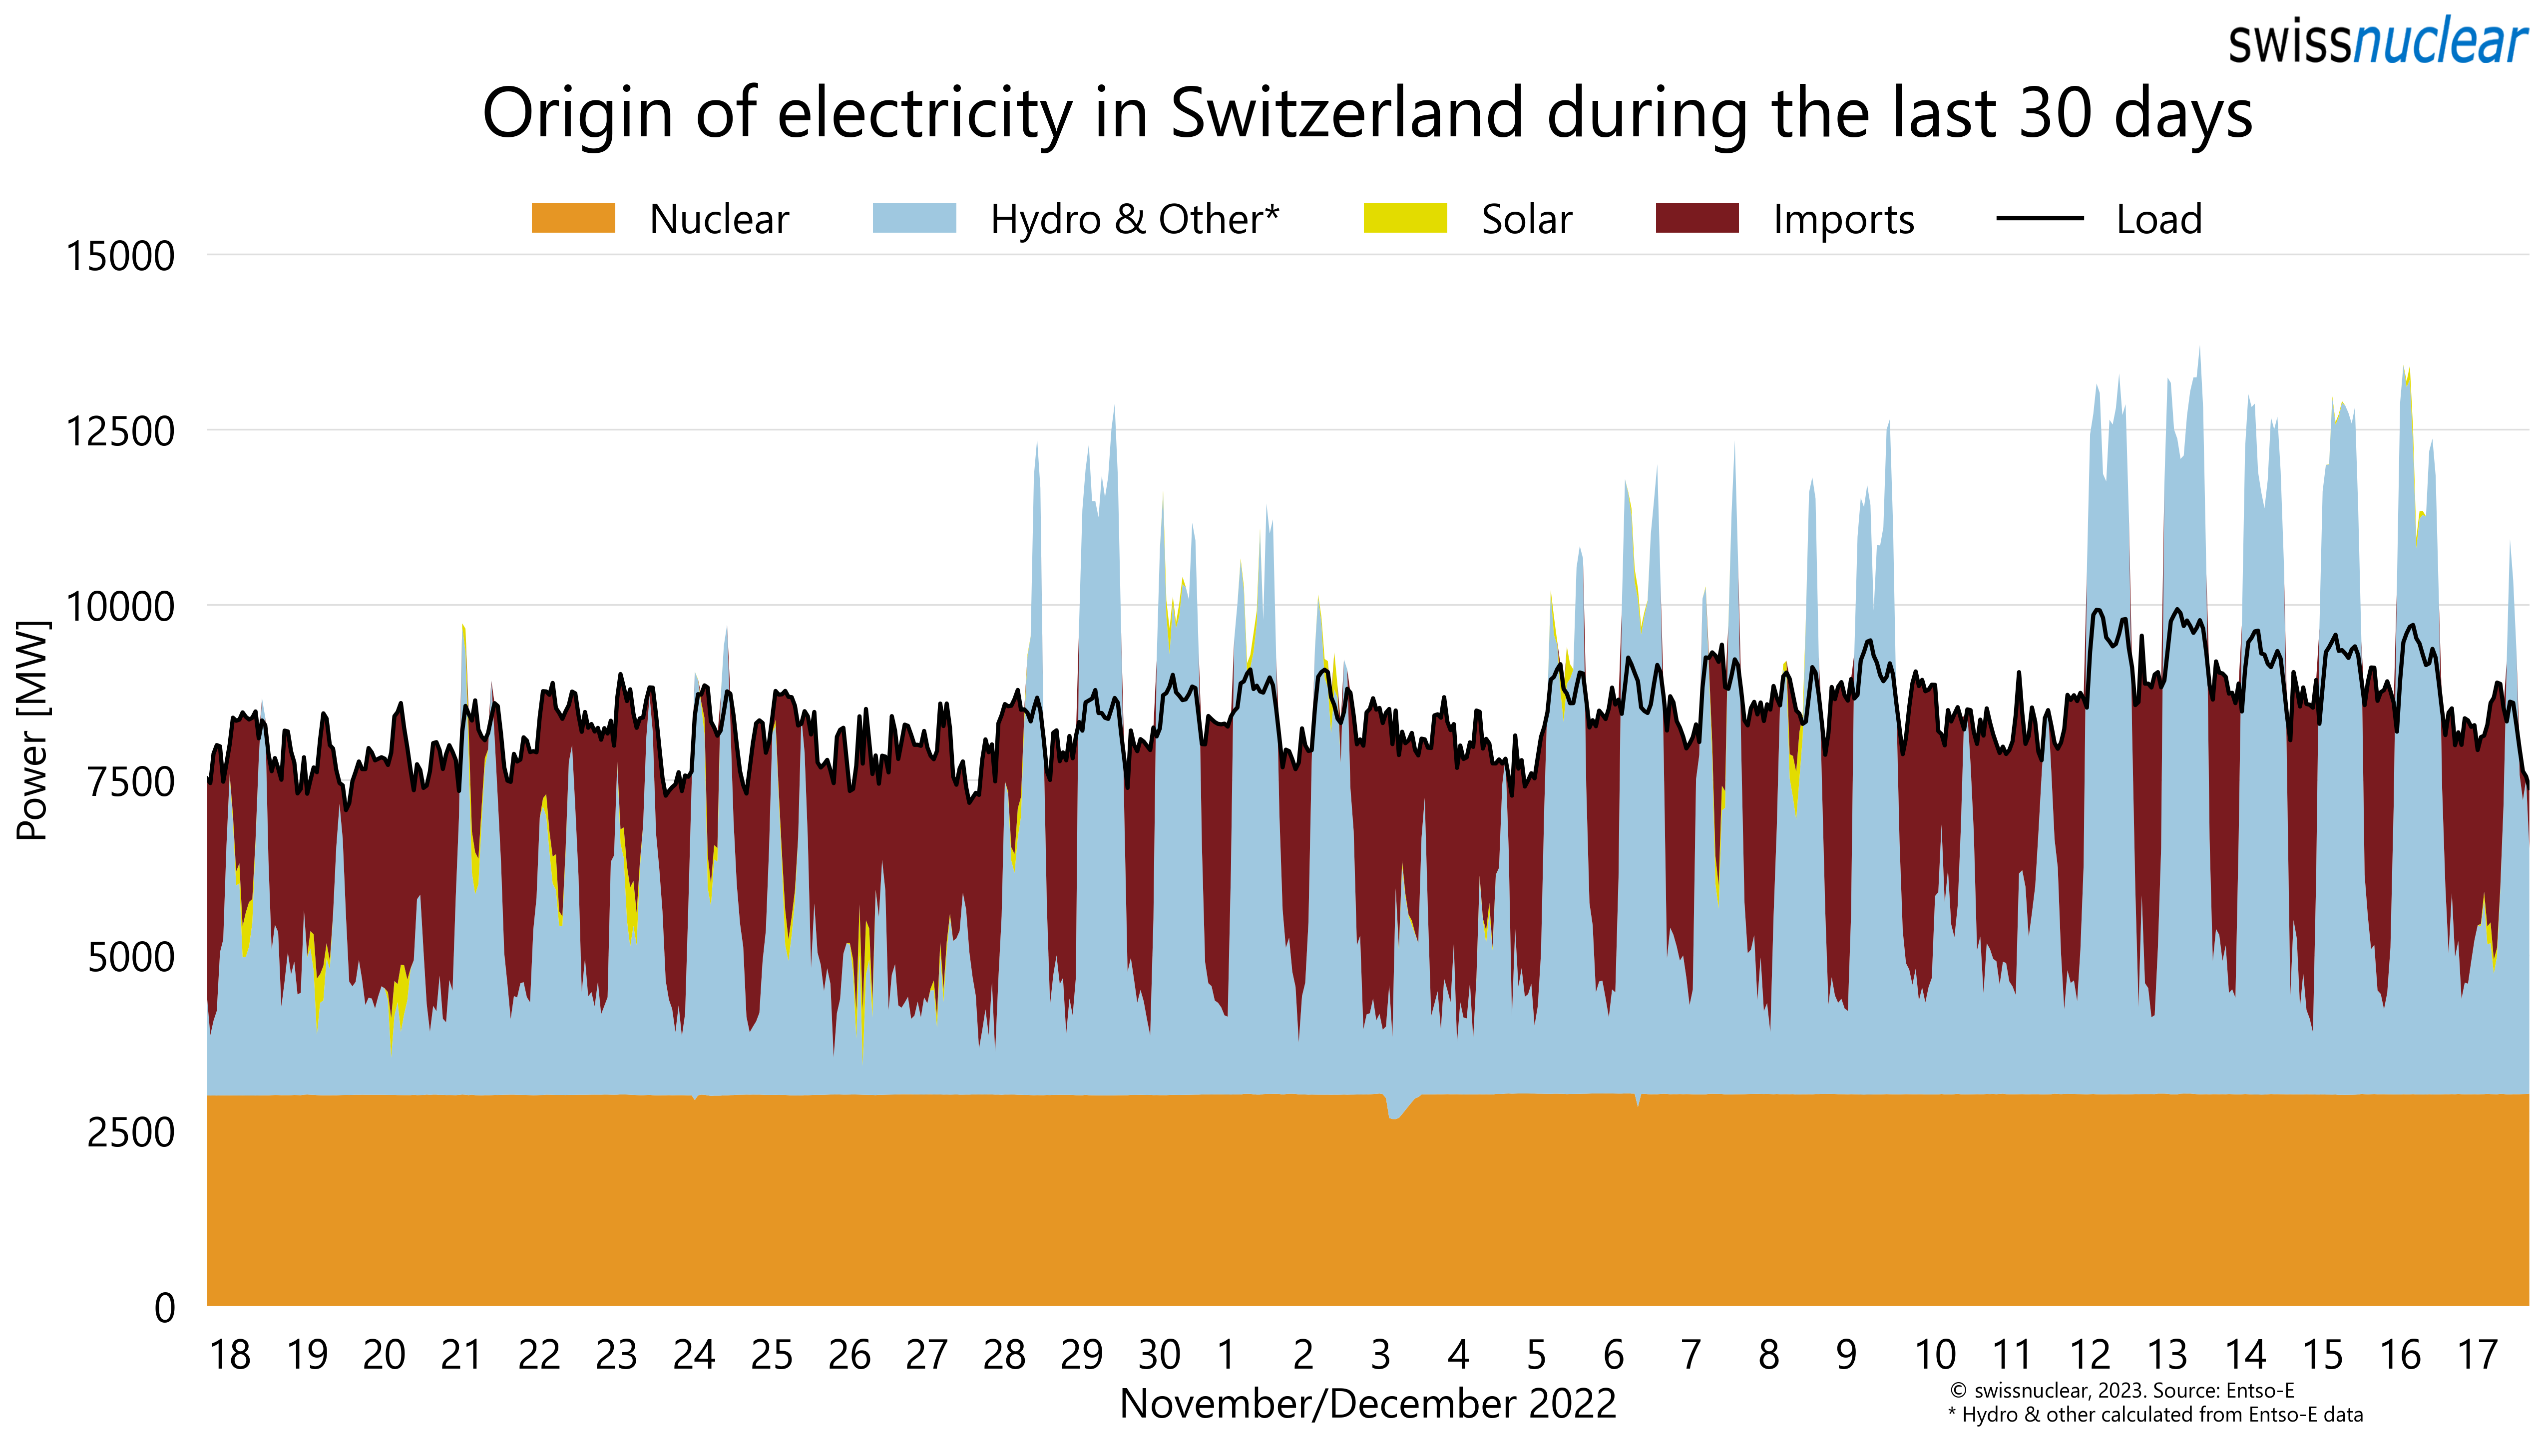 swissnuclear
Origin of electricity in Switzerland during the last 30 days
Nuclear Hydro & Other* Solar Imports Load
15000
12500
10000
7500
5000
2500
0
Power [MW]
18 19 20 21 22 23 24 25 26 27 28 29 30 1 2 3 4 5 6 7 8 9 10 11 12 13 14 15 16 17
November/December 2022
© swissnuclear, 2023. Source: Entso-E
* Hydro & other calculated from Entso-E data